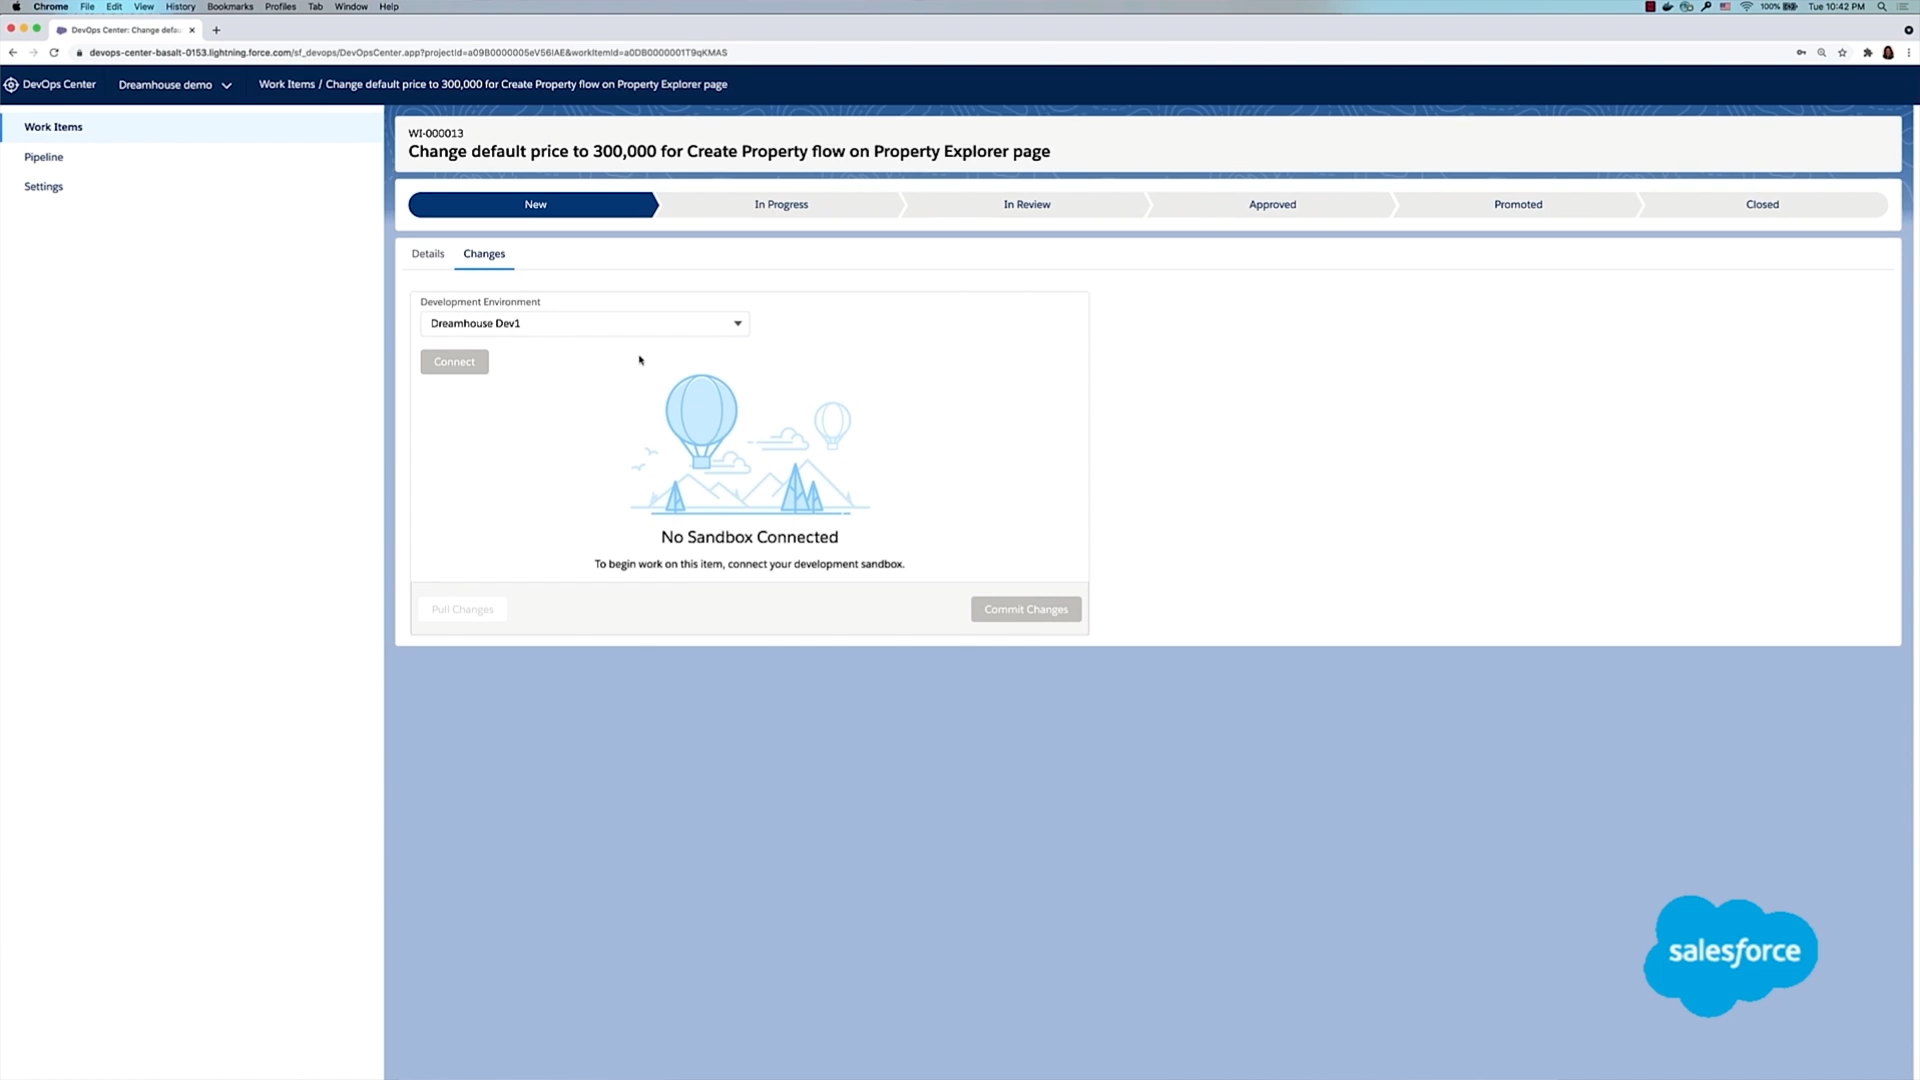 Chrome File Edit View History Bookmarks Profiles Tab Window Help
100% Tue 10:42 PM
DevOps Center: Change defau
devops-center-basalt-0153.lightning.force.com/sf_devops/DevOpsCenter.app?projectId=a09B0000005eV56IAE&workItemId=a0DB0000001T9qKMAS
DevOps Center Dreamhouse demo Work Items / Change default price to 300,000 for Create Property flow on Property Explorer page
Work Items
Pipeline
Settings
WI-000013
Change default price to 300,000 for Create Property flow on Property Explorer page
New In Progress In Review Approved Promoted Closed
Details Changes
Development Environment
Dreamhouse Dev1
Connect
No Sandbox Connected
To begin work on this item, connect your development sandbox.
Pull Changes Commit Changes
salesforce